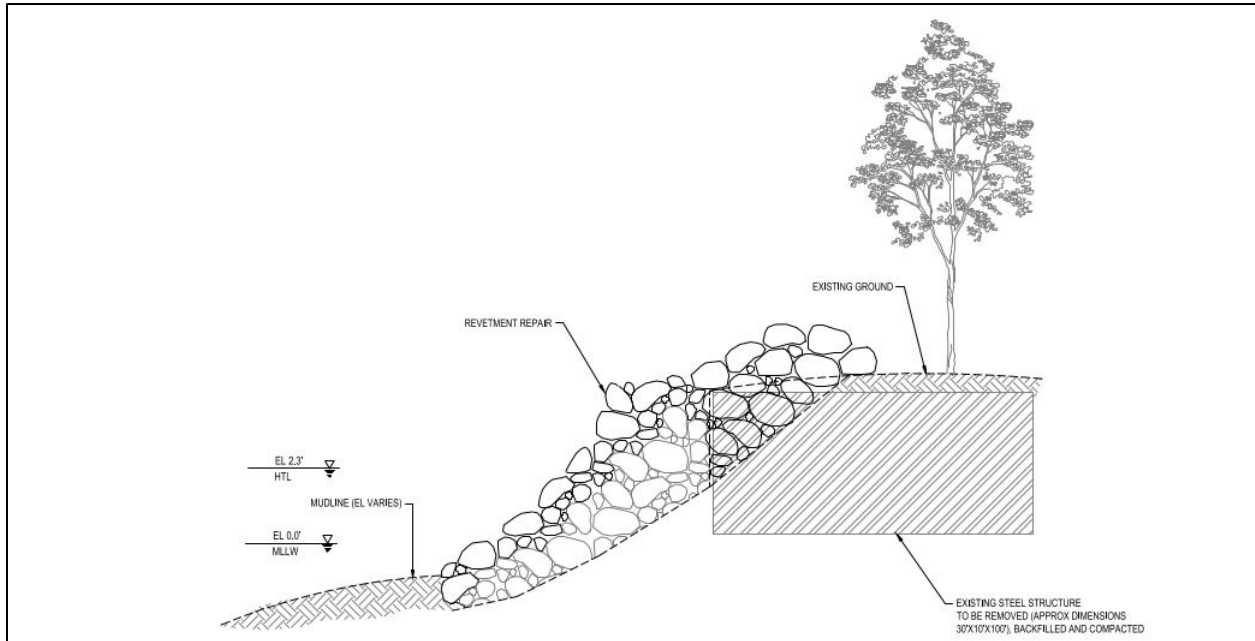 EXISTING GROUND
REVETMENT REPAIR
EL 2.3'
HTL
MUDLINE (EL VARIES)
EL 0.0'
MLLW
EXISTING STEEL STRUCTURE
TO BE REMOVED (APPROX DIMENSIONS
30'X10'X100'), BACKFILLED AND COMPACTED